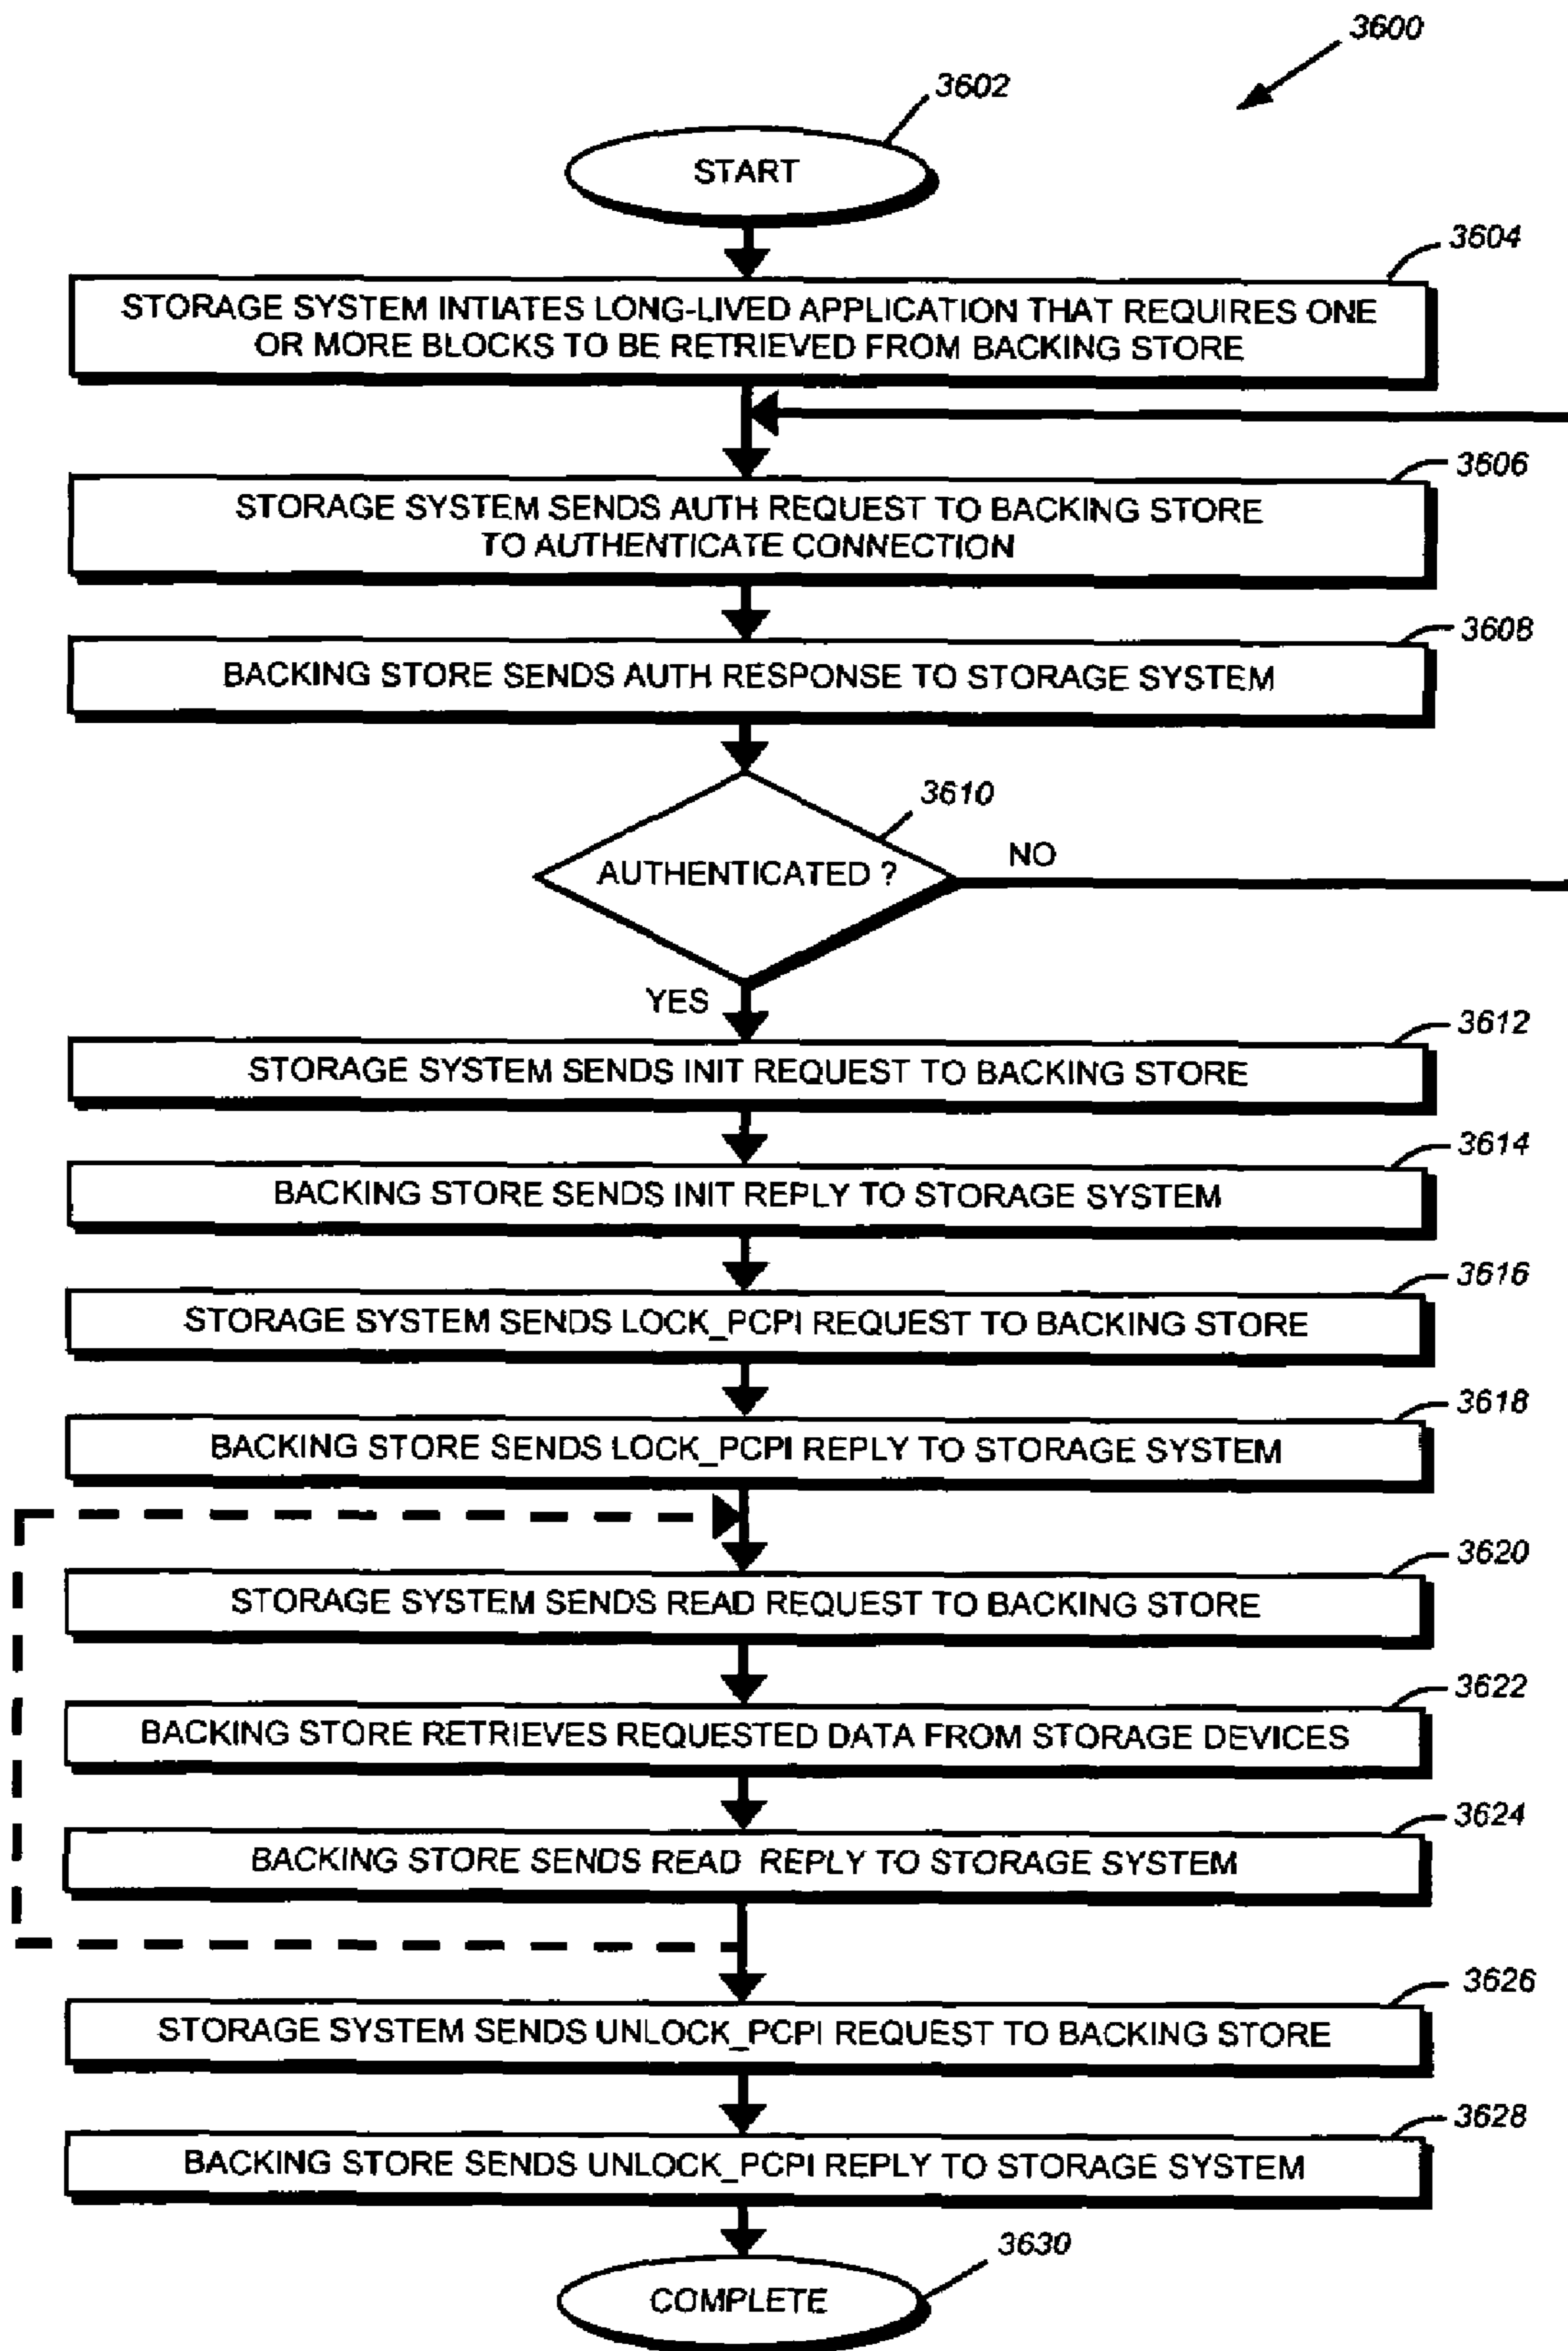 3600
3602
START
3604
STORAGE SYSTEM INTIATES LONG-LIVED APPLICATION THAT REQUIRES ONE
OR MORE BLOCKS TO BE RETRIEVED FROM BACKING STORE
3606
STORAGE SYSTEM SENDS AUTH REQUEST TO BACKING STORE
TO AUTHENTICATE CONNECTION
3608
BACKING STORE SENDS AUTH RESPONSE TO STORAGE SYSTEM
3610
AUTHENTICATED ?
NO
YES
3612
STORAGE SYSTEM SENDS INIT REQUEST TO BACKING STORE
3614
BACKING STORE SENDS INIT REPLY TO STORAGE SYSTEM
3616
STORAGE SYSTEM SENDS LOCK_PCPI REQUEST TO BACKING STORE
3618
BACKING STORE SENDS LOCK_PCPI REPLY TO STORAGE SYSTEM
3620
STORAGE SYSTEM SENDS READ REQUEST TO BACKING STORE
3622
BACKING STORE RETRIEVES REQUESTED DATA FROM STORAGE DEVICES
3624
BACKING STORE SENDS READ REPLY TO STORAGE SYSTEM
3626
STORAGE SYSTEM SENDS UNLOCK_PCPI REQUEST TO BACKING STORE
3628
BACKING STORE SENDS UNLOCK_PCPI REPLY TO STORAGE SYSTEM
3630
COMPLETE